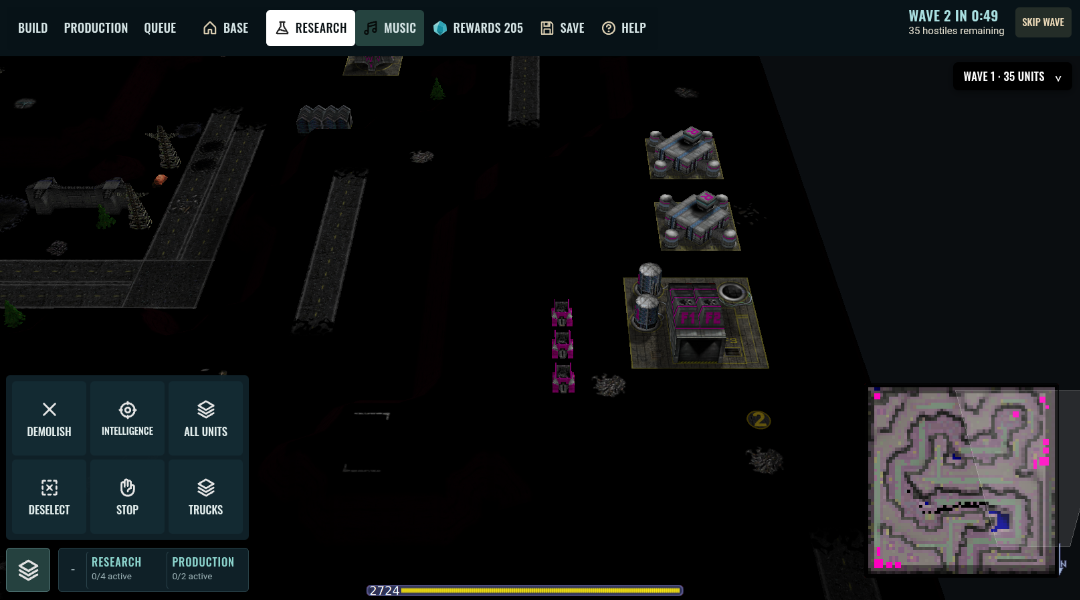 BUILD PRODUCTION QUEUE BASE RESEARCH MUSIC REWARDS 205 SAVE HELP
WAVE 2 IN 0:49
35 hostiles remaining
SKIP WAVE
WAVE 1 · 35 UNITS
2
DEMOLISH INTELLIGENCE ALL UNITS
DESELECT STOP TRUCKS
- RESEARCH PRODUCTION
0/4 active 0/2 active
2724
N